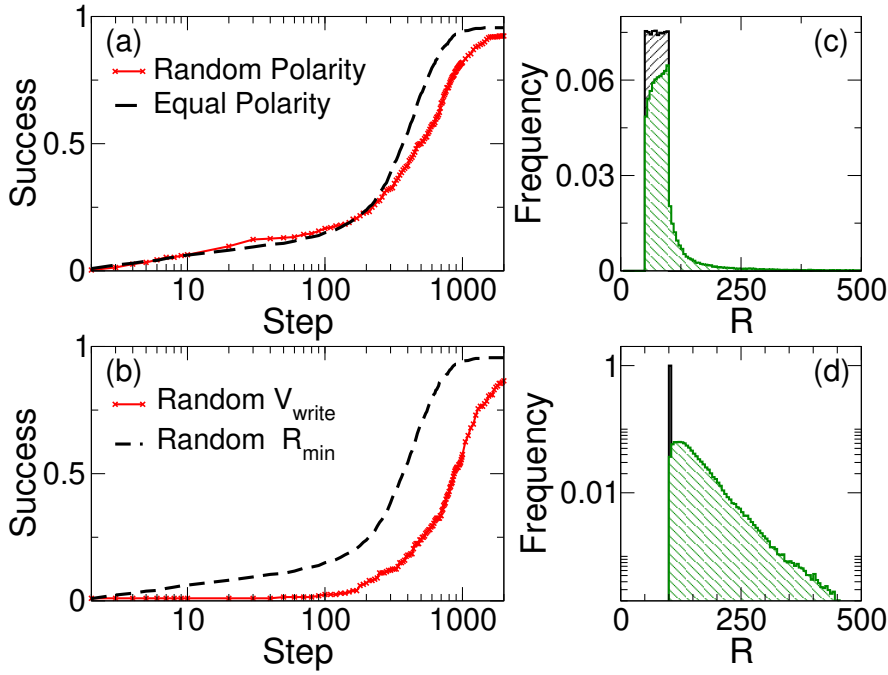 (a)
Random Polarity
Equal Polarity
Success
1
0.5
0
10
100
1000
Step
(c)
Frequency
0.06
0.03
0
0
250
500
R
(b)
Random V_write
Random R_min
Success
1
0.5
0
10
100
1000
Step
(d)
Frequency
1
0.01
0
250
500
R